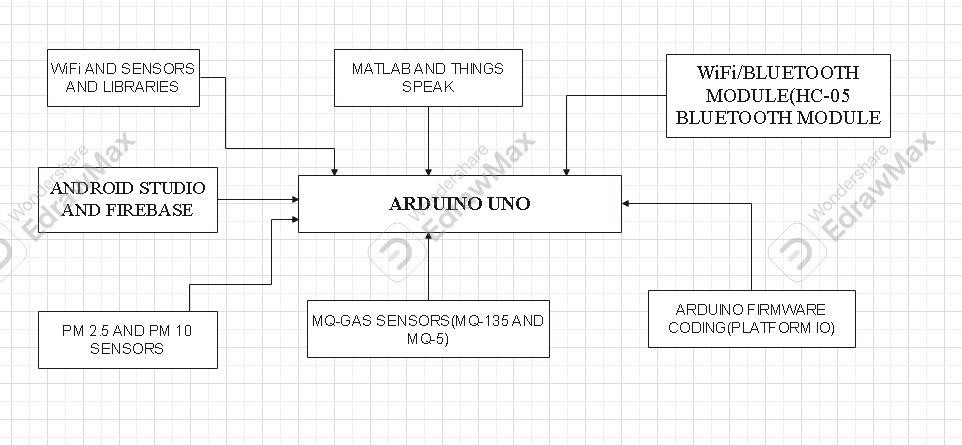 WiFi AND SENSORS
AND LIBRARIES
MATLAB AND THINGS
SPEAK
WiFi/BLUETOOTH
MODULE(HC-05
BLUETOOTH MODULE
ANDROID STUDIO
AND FIREBASE
ARDUINO UNO
PM 2.5 AND PM 10
SENSORS
MQ-GAS SENSORS(MQ-135 AND
MQ-5)
ARDUINO FIRMWARE
CODING(PLATFORM IO)
Wondershare
EdrawMax
Wondershare
EdrawMax
Wondershare
EdrawMax